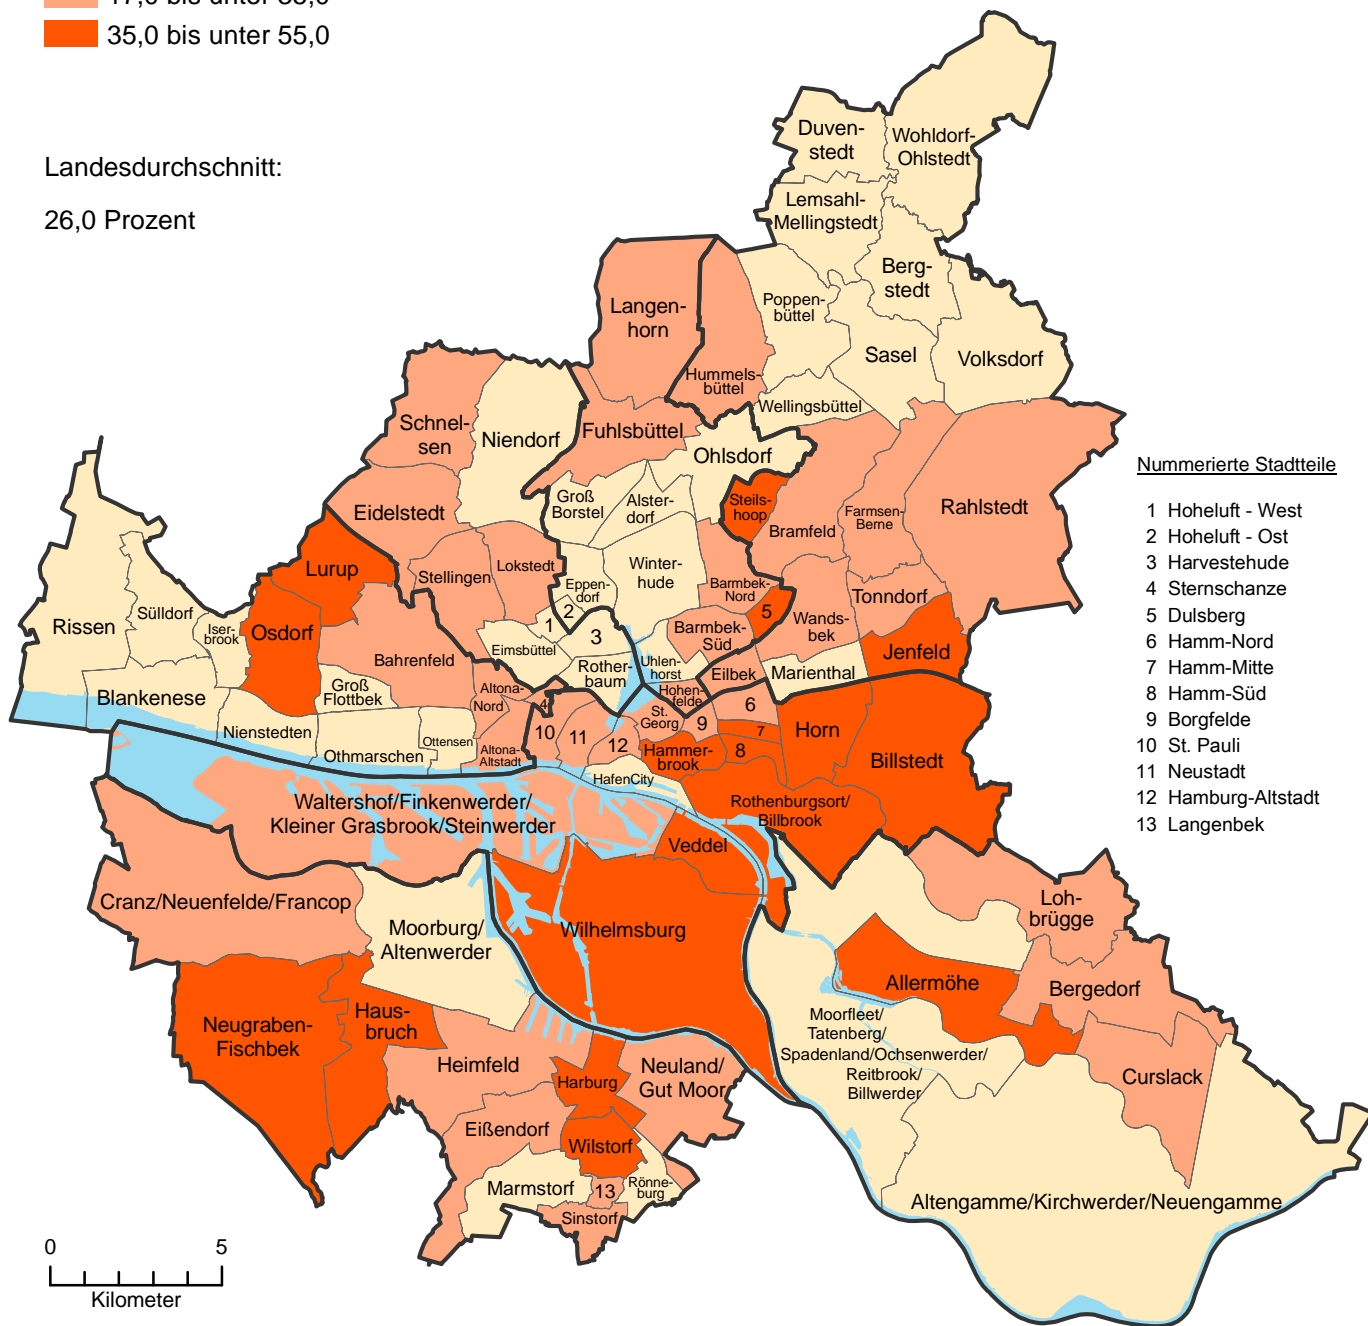 35,0 bis unter 55,0
Landesdurchschnitt:
26,0 Prozent
Duven-
stedt
Wohldorf-
Ohlstedt
Lemsahl-
Mellingstedt
Berg-
stedt
Poppen-
büttel
Sasel
Volksdorf
Langen-
horn
Hummels-
büttel
Wellingsbüttel
Schnel-
sen
Niendorf
Fuhlsbüttel
Ohlsdorf
Eidelstedt
Groß
Borstel
Alster-
dorf
Steils-
hoop
Bramfeld
Farmsen-
Berne
Rahlstedt
Lurup
Stellingen
Lokstedt
Eppen-
dorf
Winter-
hude
Barmbek-
Nord
Tonndorf
Rissen
Sülldorf
Iser-
brook
Osdorf
Bahrenfeld
Eimsbüttel
1
2
3
Barmbek-
Süd
5
Wands-
bek
Jenfeld
Rother-
baum
Uhlen-
horst
Eilbek
Marienthal
Blankenese
Groß
Flottbek
Altona-
Nord
4
Hohen-
felde
Nienstedten
Othmarschen
Ottensen
Altona-
Altstadt
10
11
12
St.
Georg
9
6
7
8
Horn
Billstedt
Hammer-
brook
HafenCity
Rothenburgsort/
Billbrook
Waltershof/Finkenwerder/
Kleiner Grasbrook/Steinwerder
Veddel
Cranz/Neuenfelde/Francop
Moorburg/
Altenwerder
Wilhelmsburg
Loh-
brügge
Allermöhe
Bergedorf
Neugraben-
Fischbek
Haus-
bruch
Moorfleet/
Tatenberg/
Spadenland/Ochsenwerder/
Reitbrook/
Billwerder
Heimfeld
Harburg
Neuland/
Gut Moor
Curslack
Eißendorf
Wilstorf
Marmstorf
13
Rönne-
burg
Sinstorf
Altengamme/Kirchwerder/Neuengamme
Nummerierte Stadtteile
1 Hoheluft - West
2 Hoheluft - Ost
3 Harvestehude
4 Sternschanze
5 Dulsberg
6 Hamm-Nord
7 Hamm-Mitte
8 Hamm-Süd
9 Borgfelde
10 St. Pauli
11 Neustadt
12 Hamburg-Altstadt
13 Langenbek
0 5
Kilometer